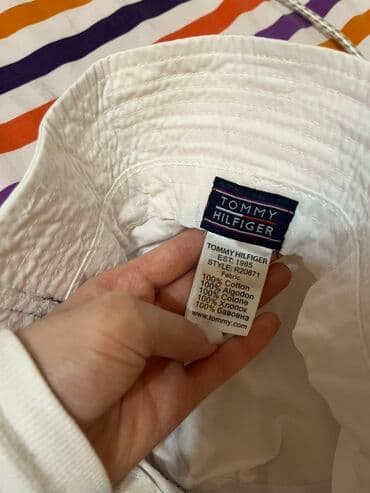 TOMMY
HILFIGER
TOMMY HILFIGER
EST. 1985
STYLE: R20871
Fabric:
100% Cotton
100% Algodon
100% Colone
100% Хлопок
100% бавовна
www.tommy.com